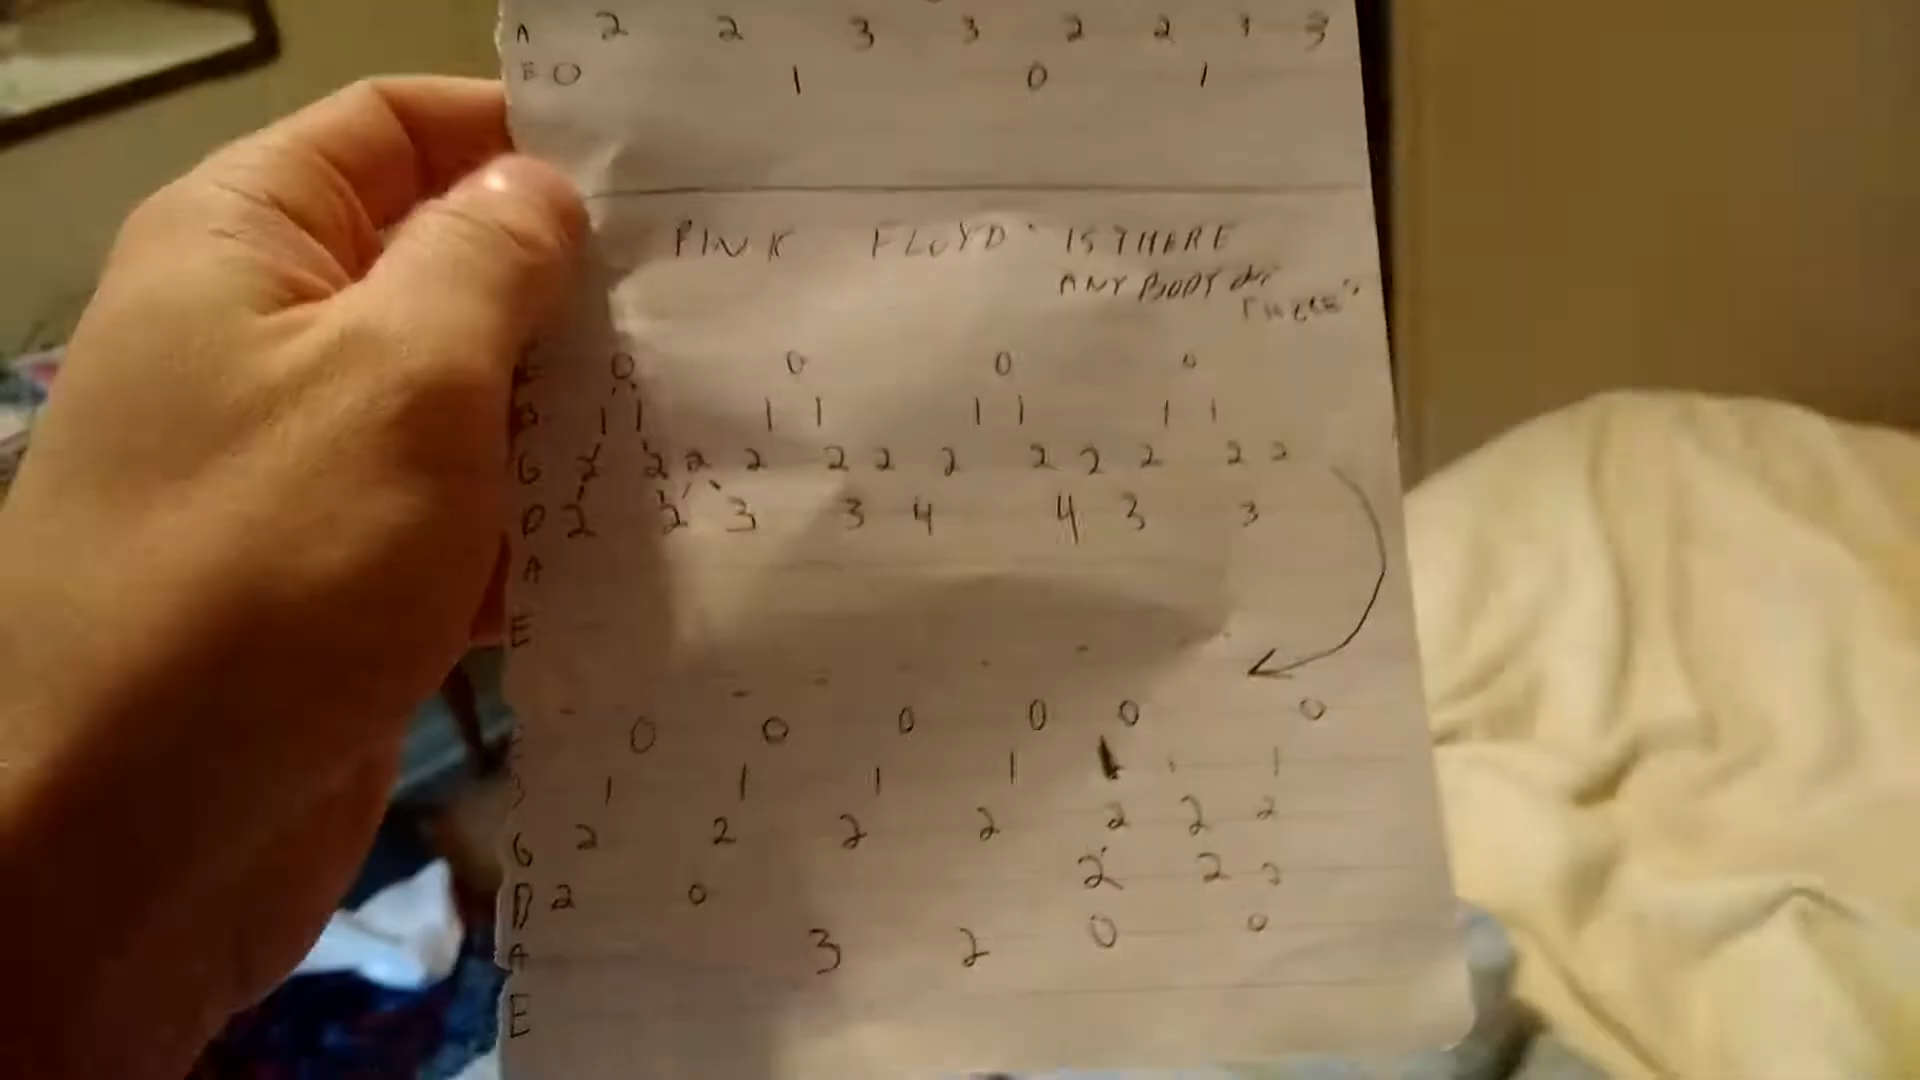 A 2 2 3 3 2 2 3 3
E 0 1 0 1
PINK FLOYD "IS THERE
ANYBODY out
THERE"
E 0 0 0 0
B 1 1 1 1 1 1 1 1
G 2 2 2 2 2 2 2 2 2 2 2 2
D 2 2 3 3 4 4 3 3
A
E
0 0 0 0 0 0
1 1 1 1 1 1
G 2 2 2 2 2 2 2
D 2 0 2 2 2
A 3 2 0 0
E